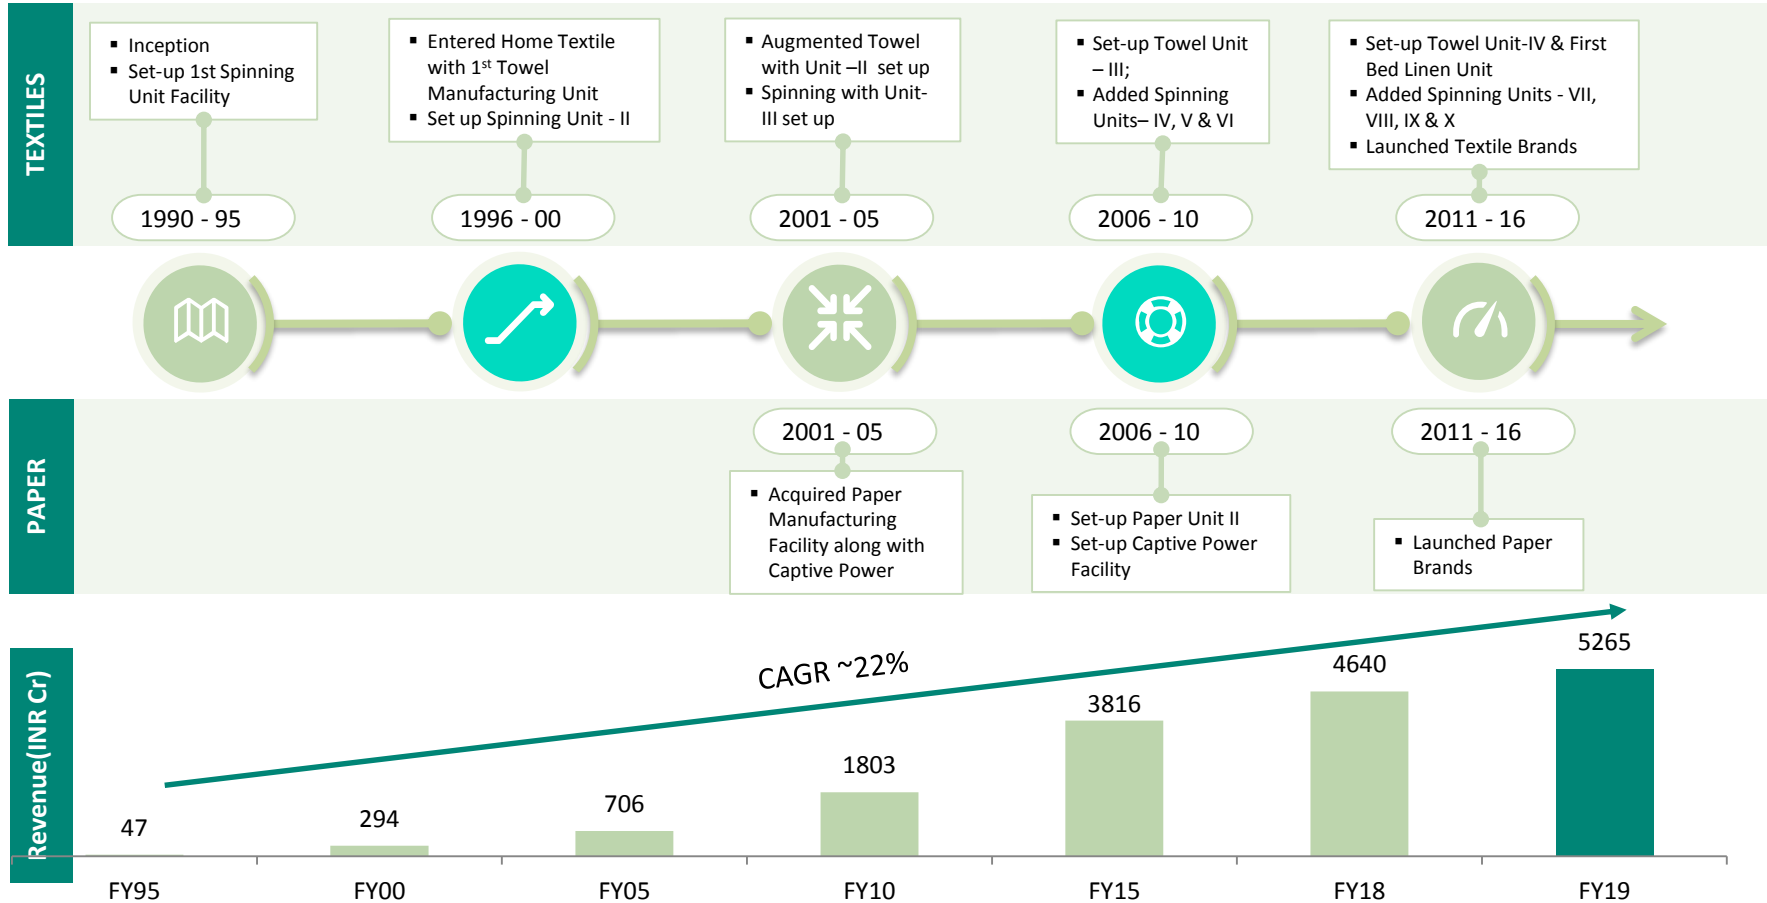 TEXTILES
▪ Inception
▪ Set-up 1st Spinning
Unit Facility
1990 - 95
▪ Entered Home Textile
with 1st Towel
Manufacturing Unit
▪ Set up Spinning Unit - II
1996 - 00
▪ Augmented Towel
with Unit –II set up
▪ Spinning with Unit-
III set up
2001 - 05
▪ Set-up Towel Unit
– III;
▪ Added Spinning
Units– IV, V & VI
2006 - 10
▪ Set-up Towel Unit-IV & First
Bed Linen Unit
▪ Added Spinning Units - VII,
VIII, IX & X
▪ Launched Textile Brands
2011 - 16
PAPER
2001 - 05
▪ Acquired Paper
Manufacturing
Facility along with
Captive Power
2006 - 10
▪ Set-up Paper Unit II
▪ Set-up Captive Power
Facility
2011 - 16
▪ Launched Paper
Brands
Revenue(INR Cr)
CAGR ~22%
47
294
706
1803
3816
4640
5265
FY95
FY00
FY05
FY10
FY15
FY18
FY19